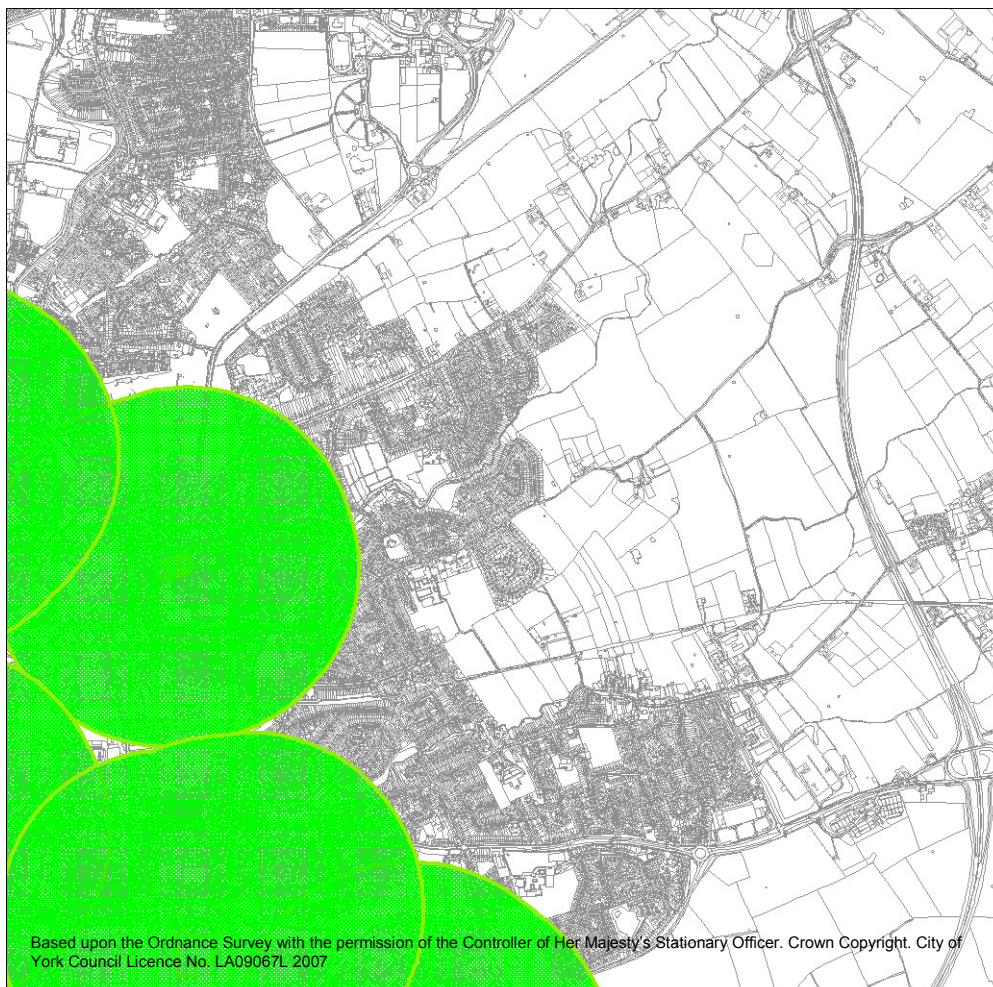 Based upon the Ordnance Survey with the permission of the Controller of Her Majesty's Stationary Officer. Crown Copyright. City of
York Council Licence No. LA09067L 2007